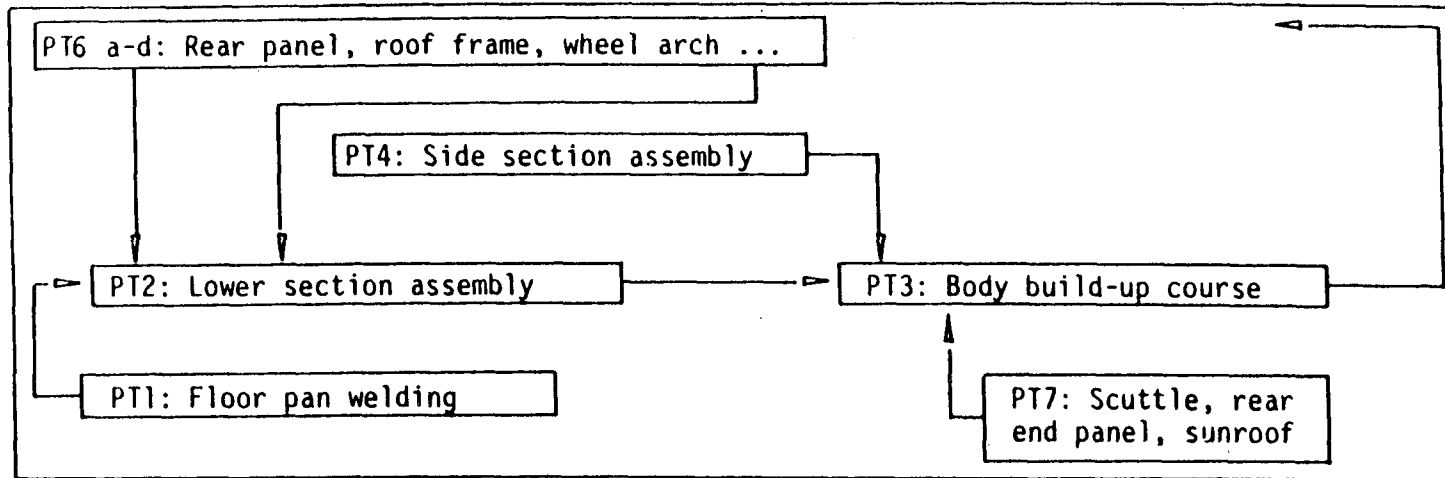 PT6 a-d: Rear panel, roof frame, wheel arch ...
PT4: Side section assembly
PT2: Lower section assembly
PT3: Body build-up course
PT1: Floor pan welding
PT7: Scuttle, rear
end panel, sunroof